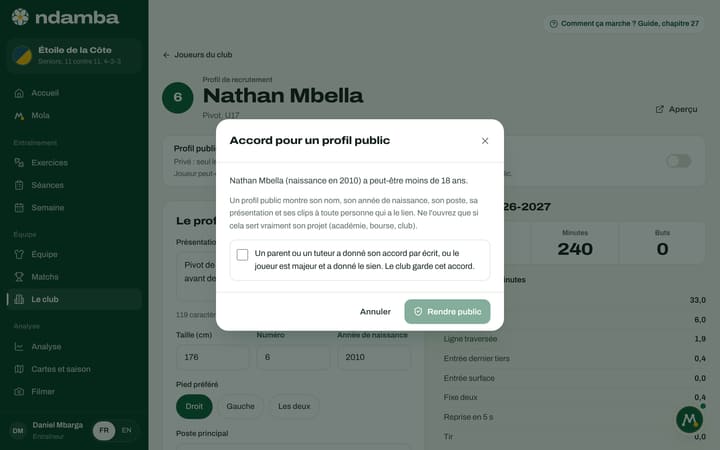 ndamba
Étoile de la Côte
Seniors, 11 contre 11, 4-3-3
Accueil
Mola
Entraînement
Exercices
Séances
Semaine
Équipe
Équipe
Matchs
Le club
Analyse
Analyse
Cartes et saison
Filmer
DM
Daniel Mbarga
Entraîneur
FR
EN
Comment ça marche ? Guide, chapitre 27
Joueurs du club
6
Profil de recrutement
Nathan Mbella
Pivot, U17
Aperçu
Profil public
Privé : seul le
Joueur peut-
Accord pour un profil public
Nathan Mbella (naissance en 2010) a peut-être moins de 18 ans.
Un profil public montre son nom, son année de naissance, son poste, sa
présentation et ses clips à toute personne qui a le lien. Ne l'ouvrez que si
cela sert vraiment son projet (académie, bourse, club).
Un parent ou un tuteur a donné son accord par écrit, ou le
joueur est majeur et a donné le sien. Le club garde cet accord.
Annuler
Rendre public
Le prof
Présentation
Pivot de
avant de
119 caractè
Taille (cm)
Numéro
Année de naissance
176
6
2010
Pied préféré
Droit
Gauche
Les deux
Poste principal
26-2027
Minutes
Buts
240
0
minutes
33,0
6,0
Ligne traversée
1,9
Entrée dernier tiers
0,4
Entrée surface
0,0
Fixe deux
0,4
Reprise en 5 s
Tir
0,0